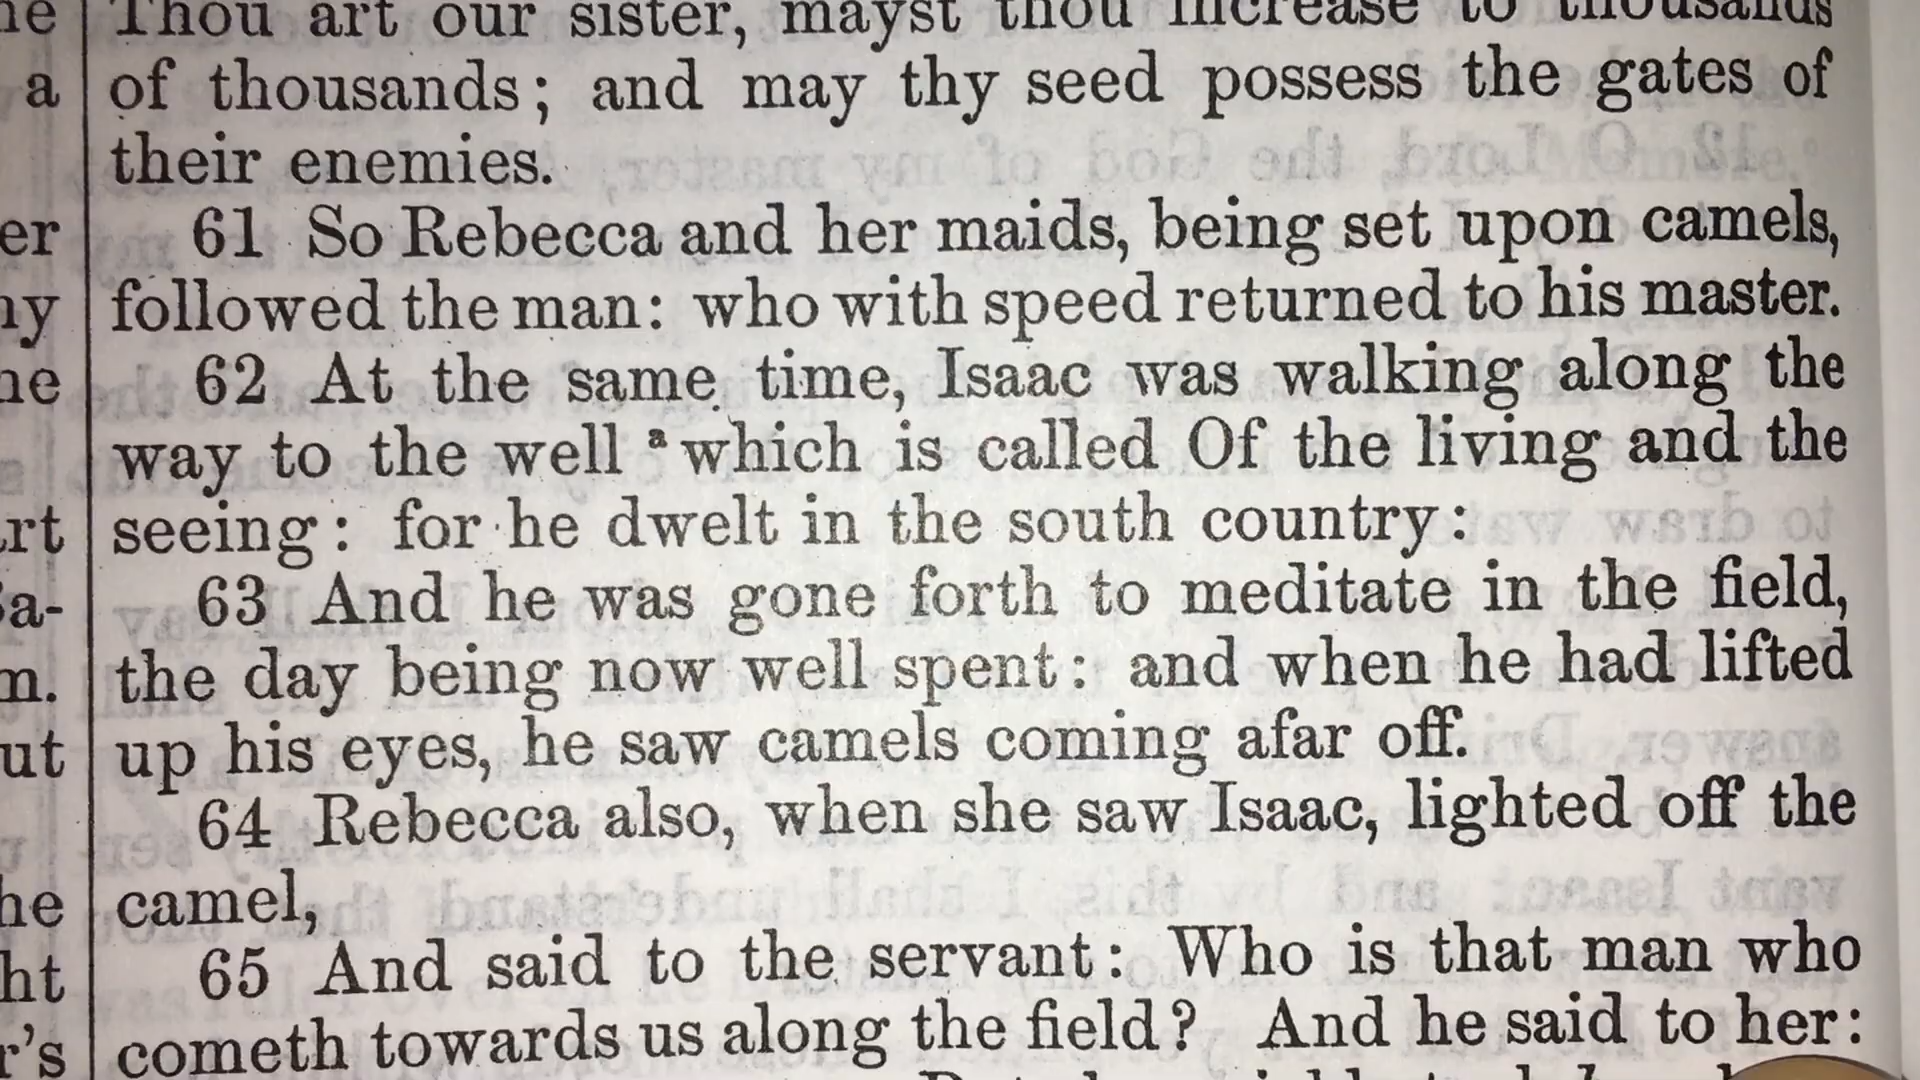 Thou art our sister, mayst thou increase to thousands
of thousands; and may thy seed possess the gates of
their enemies.
61 So Rebecca and her maids, being set upon camels,
followed the man: who with speed returned to his master.
62 At the same time, Isaac was walking along the
way to the well ª which is called Of the living and the
seeing: for he dwelt in the south country:
63 And he was gone forth to meditate in the field,
the day being now well spent: and when he had lifted
up his eyes, he saw camels coming afar off.
64 Rebecca also, when she saw Isaac, lighted off the
camel,
65 And said to the servant: Who is that man who
cometh towards us along the field? And he said to her: